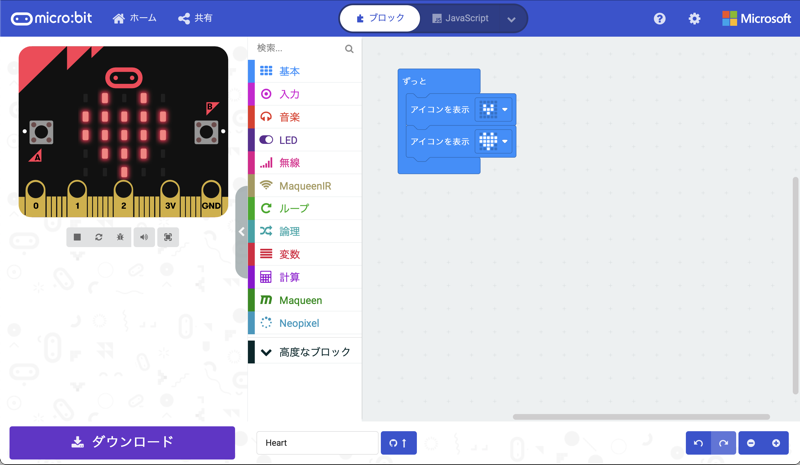 micro:bit
ホーム
共有
ブロック
JavaScript
Microsoft
A
B
0
1
2
3V
GND
検索...
基本
入力
音楽
LED
無線
MaqueenIR
ループ
論理
変数
計算
Maqueen
Neopixel
高度なブロック
ずっと
アイコンを表示
アイコンを表示
ダウンロード
Heart